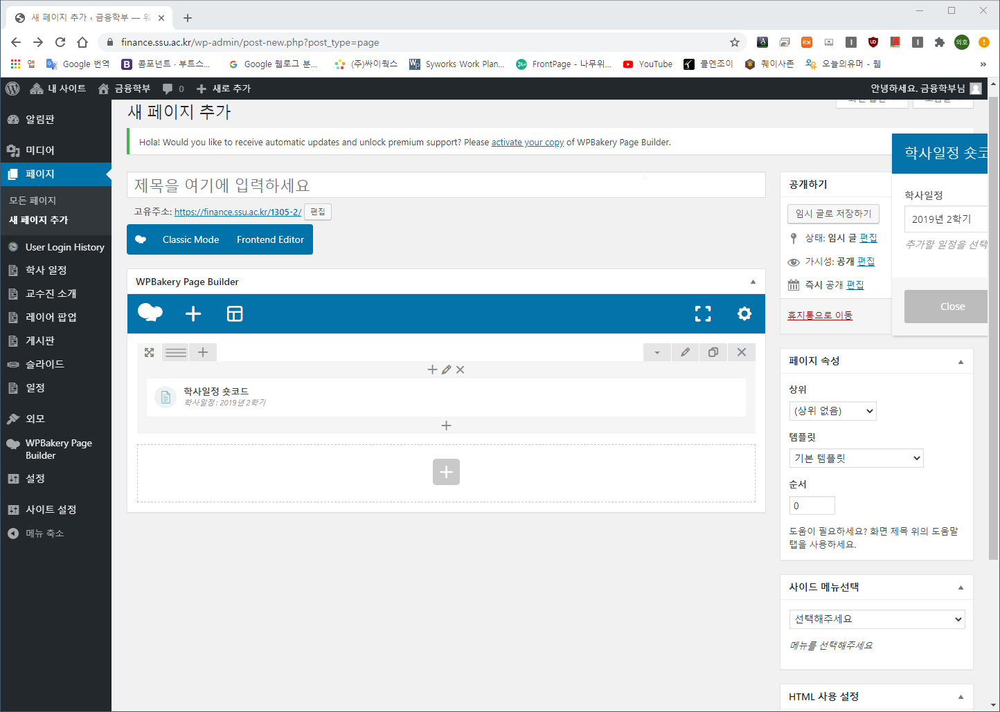 새 페이지 추가 ‹ 금융학부 — 워
finance.ssu.ac.kr/wp-admin/post-new.php?post_type=page
의호
앱
Google 번역
콤포넌트 · 부트스...
Google 웹로그 분...
(주)싸이웍스
Syworks Work Plan...
FrontPage - 나무위...
YouTube
쿨엔조이
퀘이사존
오늘의유머 - 웹
»
내 사이트
금융학부
0
새로 추가
안녕하세요. 금융학부님
알림판
미디어
페이지
모든 페이지
새 페이지 추가
User Login History
학사 일정
교수진 소개
레이어 팝업
게시판
슬라이드
일정
외모
WPBakery Page
Builder
설정
사이트 설정
메뉴 축소
새 페이지 추가
Hola! Would you like to receive automatic updates and unlock premium support? Please activate your copy of WPBakery Page Builder.
제목을 여기에 입력하세요
고유주소: https://finance.ssu.ac.kr/1305-2/ 편집
Classic Mode
Frontend Editor
WPBakery Page Builder
학사일정 숏코드
학사일정 : 2019년 2학기
공개하기
임시 글로 저장하기
상태: 임시 글 편집
가시성: 공개 편집
즉시 공개 편집
휴지통으로 이동
학사일정 숏코
학사일정
2019년 2학기
추가할 일정을 선택
Close
페이지 속성
상위
(상위 없음)
템플릿
기본 템플릿
순서
0
도움이 필요하세요? 화면 제목 위의 도움말
탭을 사용하세요.
사이드 메뉴선택
선택해주세요
메뉴를 선택해주세요
HTML 사용 설정